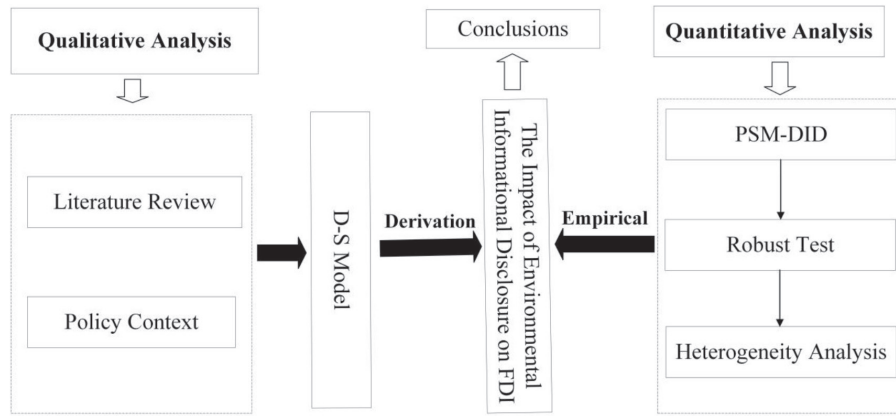 Qualitative Analysis
Literature Review
Policy Context
D-S Model
Derivation
Conclusions
The Impact of Environmental
Informational Disclosure on FDI
Empirical
Quantitative Analysis
PSM-DID
Robust Test
Heterogeneity Analysis